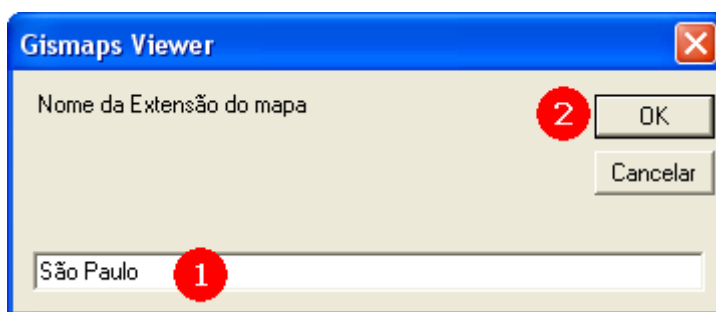 Gismaps Viewer
Nome da Extensão do mapa
2
OK
Cancelar
São Paulo
1